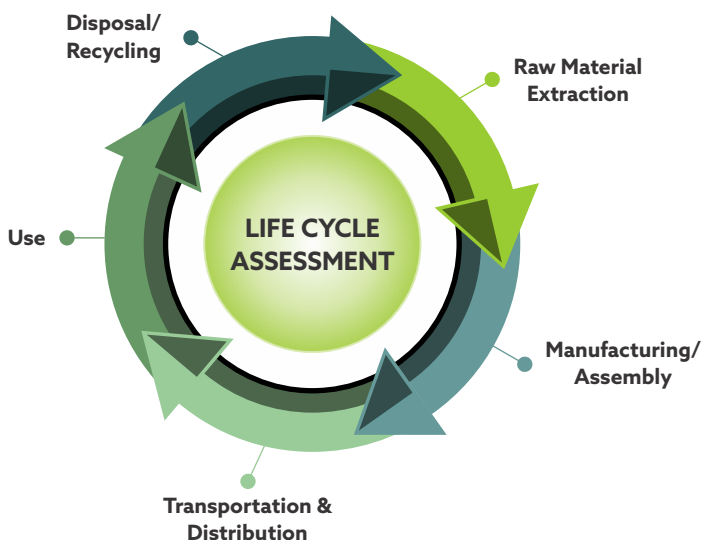 Disposal/
Recycling
Raw Material
Extraction
LIFE CYCLE
ASSESSMENT
Use
Manufacturing/
Assembly
Transportation &
Distribution